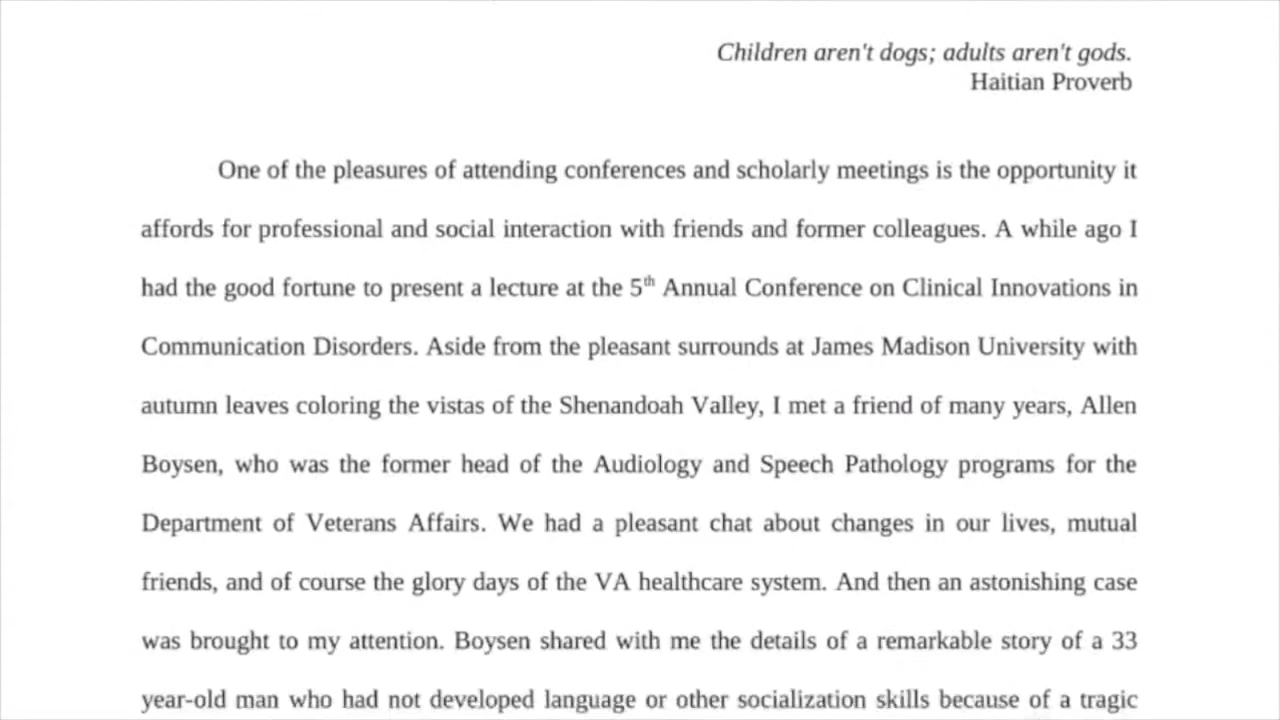 Children aren't dogs; adults aren't gods.
Haitian Proverb
One of the pleasures of attending conferences and scholarly meetings is the opportunity it
affords for professional and social interaction with friends and former colleagues. A while ago I
had the good fortune to present a lecture at the 5th Annual Conference on Clinical Innovations in
Communication Disorders. Aside from the pleasant surrounds at James Madison University with
autumn leaves coloring the vistas of the Shenandoah Valley, I met a friend of many years, Allen
Boysen, who was the former head of the Audiology and Speech Pathology programs for the
Department of Veterans Affairs. We had a pleasant chat about changes in our lives, mutual
friends, and of course the glory days of the VA healthcare system. And then an astonishing case
was brought to my attention. Boysen shared with me the details of a remarkable story of a 33
year-old man who had not developed language or other socialization skills because of a tragic